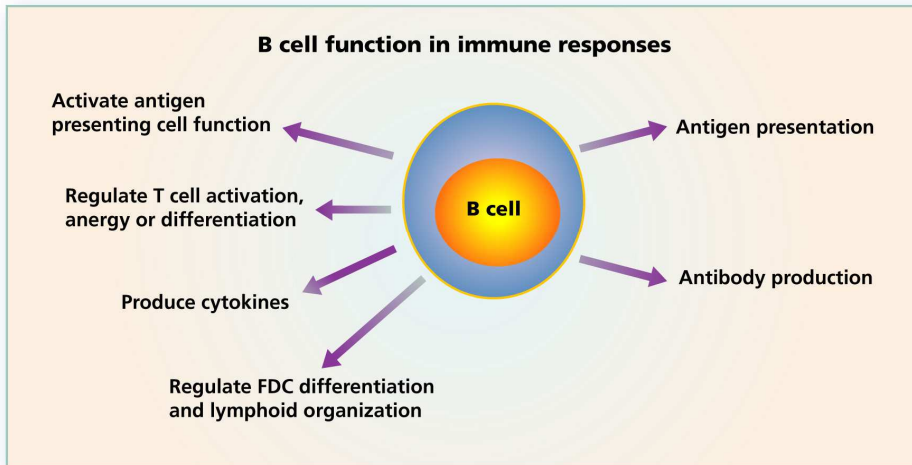 B cell function in immune responses
Activate antigen
presenting cell function
Regulate T cell activation,
anergy or differentiation
Produce cytokines
Regulate FDC differentiation
and lymphoid organization
B cell
Antigen presentation
Antibody production